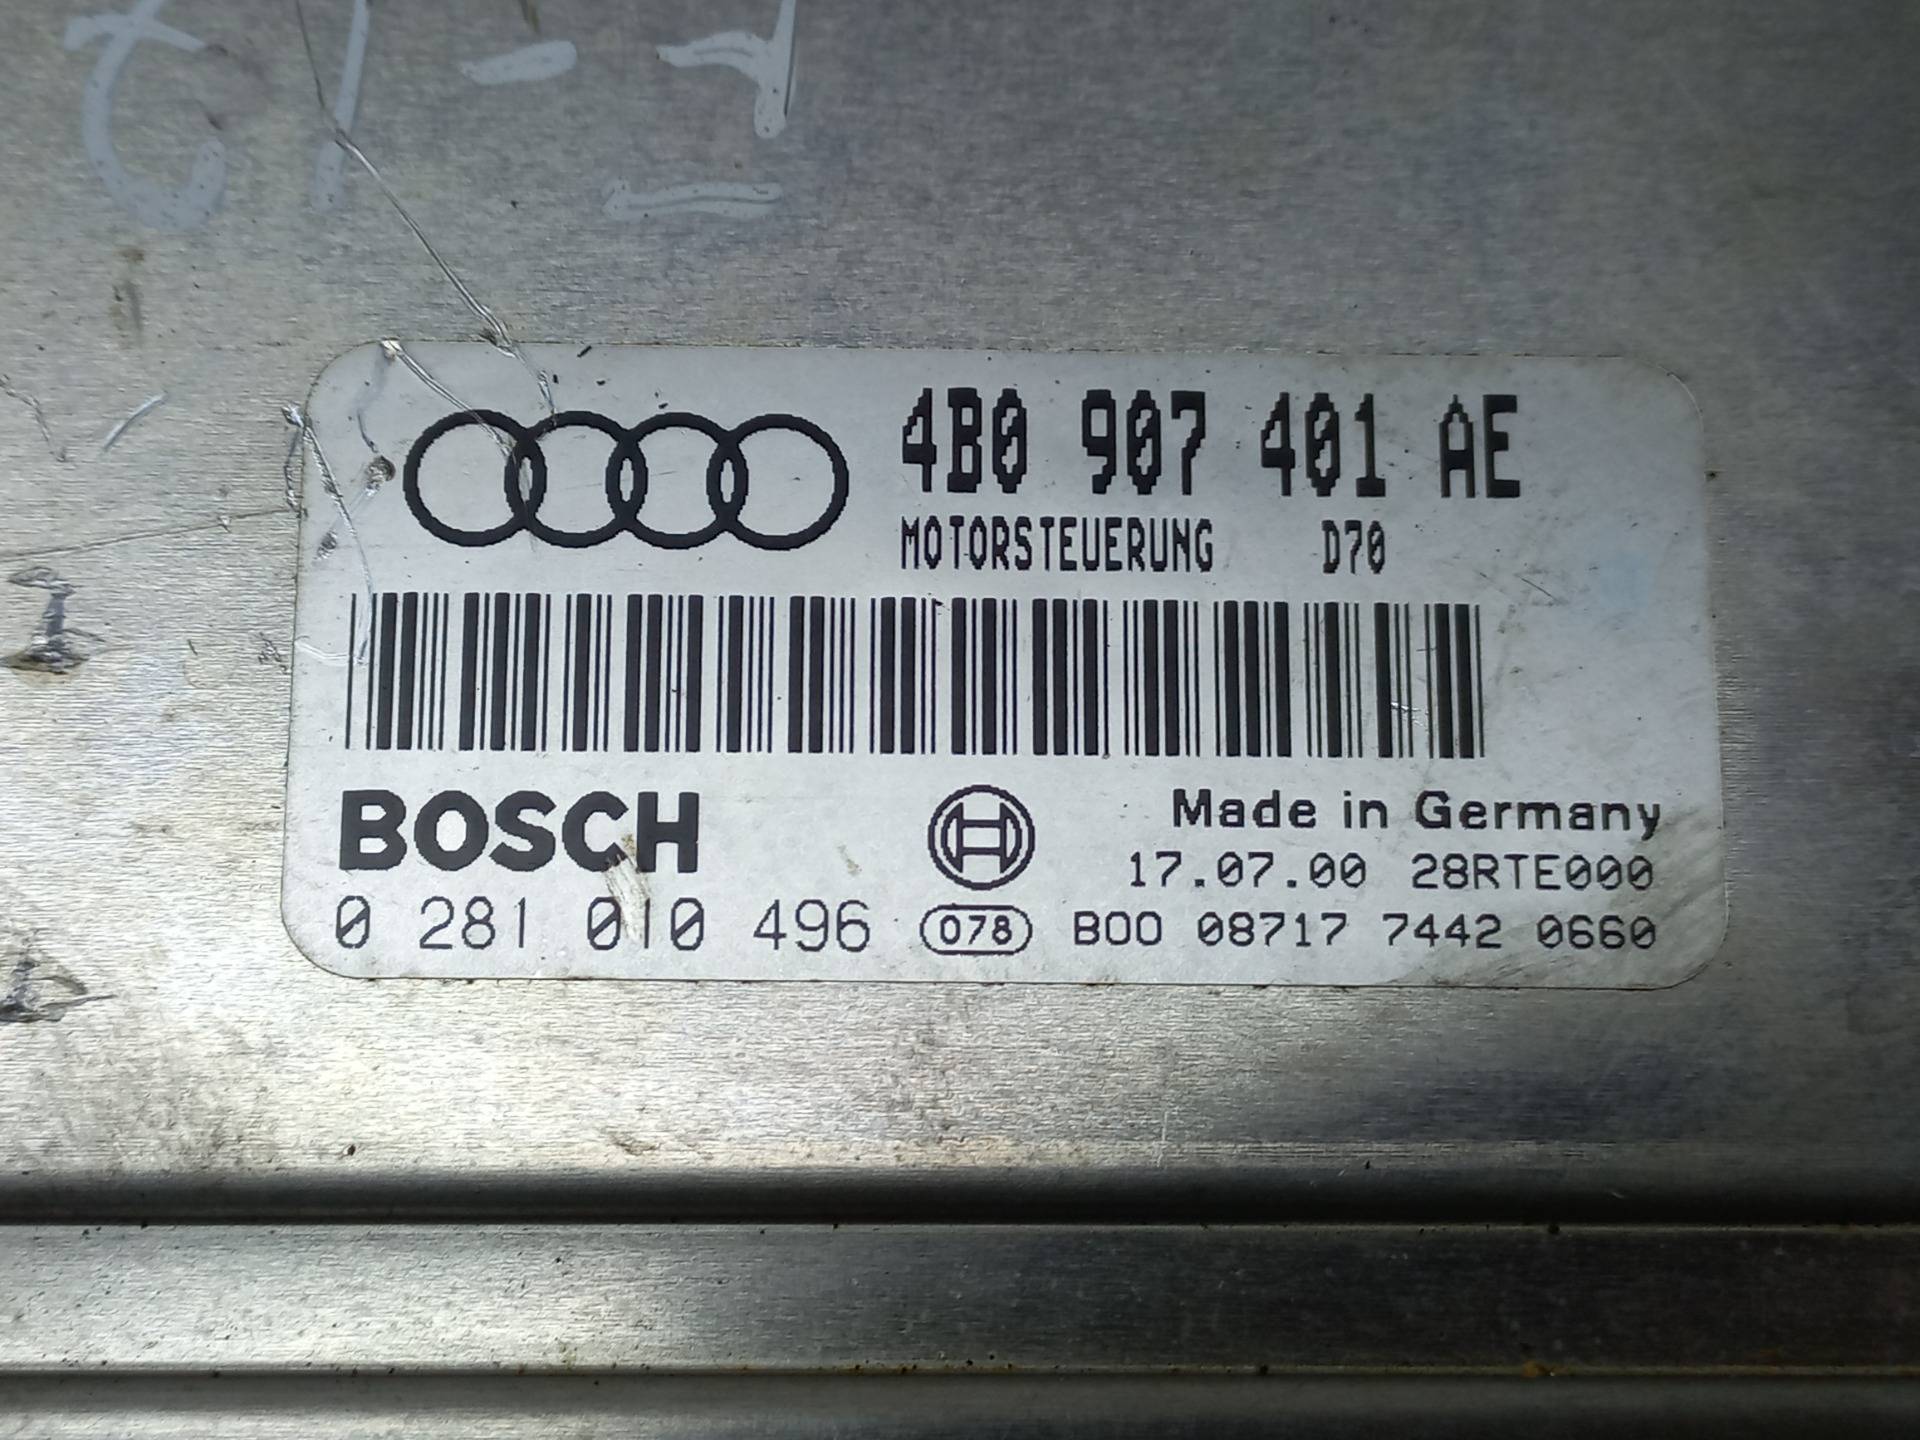 4B0 907 401 AE
MOTORSTEUERUNG D70
BOSCH
Made in Germany
17.07.00 28RTE000
0 281 010 496 078 B00 08717 7442 0660